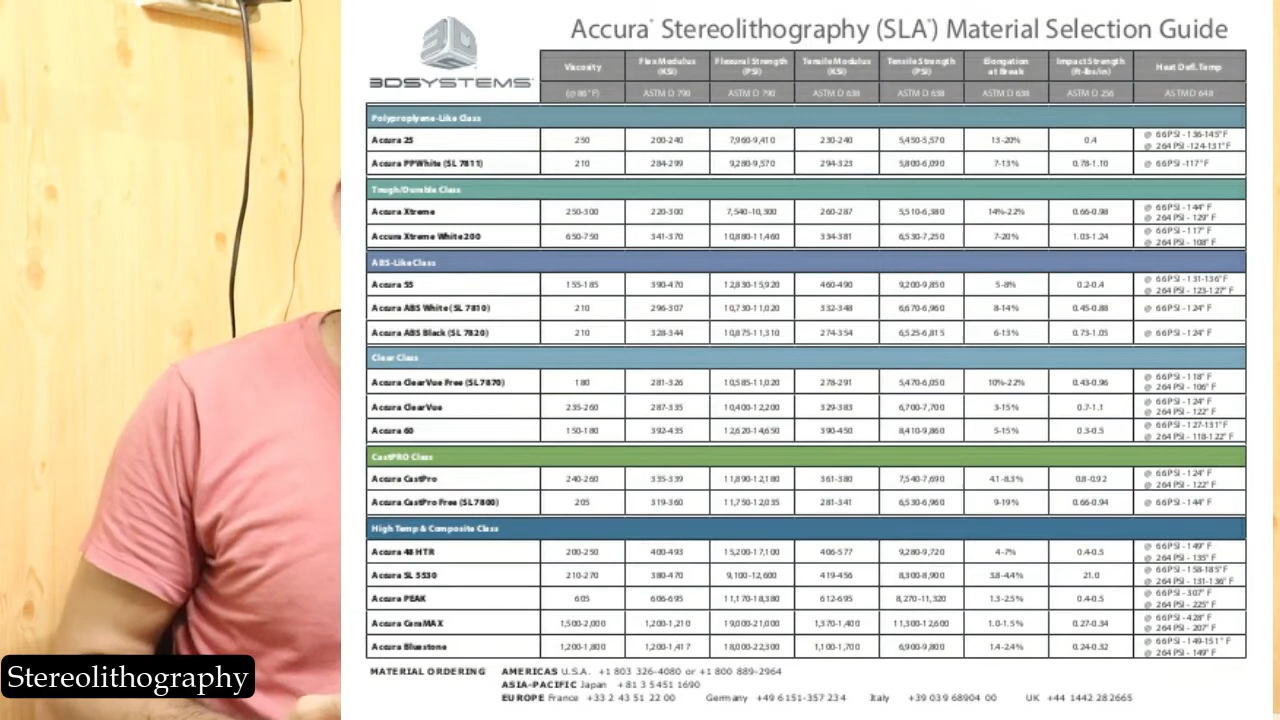 Accura® Stereolithography (SLA®) Material Selection Guide
3DSYSTEMS®
Viscosity Flex Modulus (KSI) Flexural Strength (PSI) Tensile Modulus (KSI) Tensile Strength (PSI) Elongation at Break Impact Strength (ft-lbs/in) Heat Defl. Temp
(@ 86° F) ASTM D 790 ASTM D 790 ASTM D 638 ASTM D 638 ASTM D 638 ASTM D 256 ASTM D 648
Polyproplyene-Like Class
Accura 25 250 200-240 7,960-9,410 230-240 5,450-5,570 13-20% 0.4 @ 66PSI - 136-145°F @ 264 PSI -124-131°F
Accura PPWhite (SL 7811) 210 284-299 9,280-9,570 294-323 5,800-6,090 7-13% 0.78-1.10 @ 66PSI -117°F
Tough/Durable Class
Accura Xtreme 250-300 220-300 7,540-10,300 260-287 5,510-6,380 14%-22% 0.66-0.98 @ 66PSI - 144° F @ 264 PSI - 129° F
Accura Xtreme White 200 650-750 341-370 10,880-11,460 334-381 6,530-7,250 7-20% 1.03-1.24 @ 66PSI - 117° F @ 264 PSI - 108° F
ABS-Like Class
Accura 55 155-185 390-470 12,830-15,920 460-490 9,200-9,850 5-8% 0.2-0.4 @ 66PSI - 131-136°F @ 264 PSI - 123-127°F
Accura ABS White (SL 7810) 210 296-307 10,730-11,020 332-348 6,670-6,960 8-14% 0.45-0.88 @ 66PSI - 124° F
Accura ABS Black (SL 7820) 210 328-344 10,875-11,310 274-354 6,525-6,815 6-13% 0.73-1.05 @ 66PSI - 124° F
Clear Class
Accura ClearVue Free (SL 7870) 180 281-326 10,585-11,020 278-291 5,470-6,050 10%-22% 0.43-0.96 @ 66PSI - 118° F @ 264 PSI - 106° F
Accura ClearVue 235-260 287-335 10,400-12,200 329-383 6,700-7,700 3-15% 0.7-1.1 @ 66PSI - 124° F @ 264 PSI - 122° F
Accura 60 150-180 392-435 12,620-14,650 390-450 8,410-9,860 5-15% 0.3-0.5 @ 66PSI - 127-131°F @ 264 PSI - 118-122° F
CastPRO Class
Accura CastPro 240-260 335-339 11,890-12,180 361-380 7,540-7,690 4.1-8.3% 0.8-0.92 @ 66PSI - 124° F @ 264 PSI - 122° F
Accura CastPro Free (SL 7800) 205 319-360 11,750-12,035 281-341 6,530-6,960 9-19% 0.66-0.94 @ 66PSI - 144° F
High Temp & Composite Class
Accura 48 HTR 200-250 400-493 15,200-17,100 406-577 9,280-9,720 4-7% 0.4-0.5 @ 66PSI - 149° F @ 264 PSI - 135° F
Accura SL 5530 210-270 380-470 9,100-12,600 419-456 8,300-8,900 3.8-4.4% 21.0 @ 66PSI - 158-185° F @ 264 PSI - 131-136° F
Accura PEAK 605 606-695 11,170-18,380 612-695 8,270-11,320 1.3-2.5% 0.4-0.5 @ 66PSI - 307° F @ 264 PSI - 225° F
Accura CeraMAX 1,500-2,000 1,200-1,210 19,000-21,000 1,370-1,400 11,300-12,600 1.0-1.5% 0.27-0.34 @ 66PSI - 428° F @ 264 PSI - 207° F
Accura Bluestone 1,200-1,800 1,200-1,417 18,000-22,300 1,100-1,700 6,900-9,800 1.4-2.4% 0.24-0.32 @ 66PSI - 149-151° F @ 264 PSI - 149° F
MATERIAL ORDERING AMERICAS U.S.A. +1 803 326-4080 or +1 800 889-2964
ASIA-PACIFIC Japan +81 3 5451 1690
EUROPE France +33 2 43 51 22 00 Germany +49 6151-357 234 Italy +39 039 68904 00 UK +44 1442 282665
Stereolithography